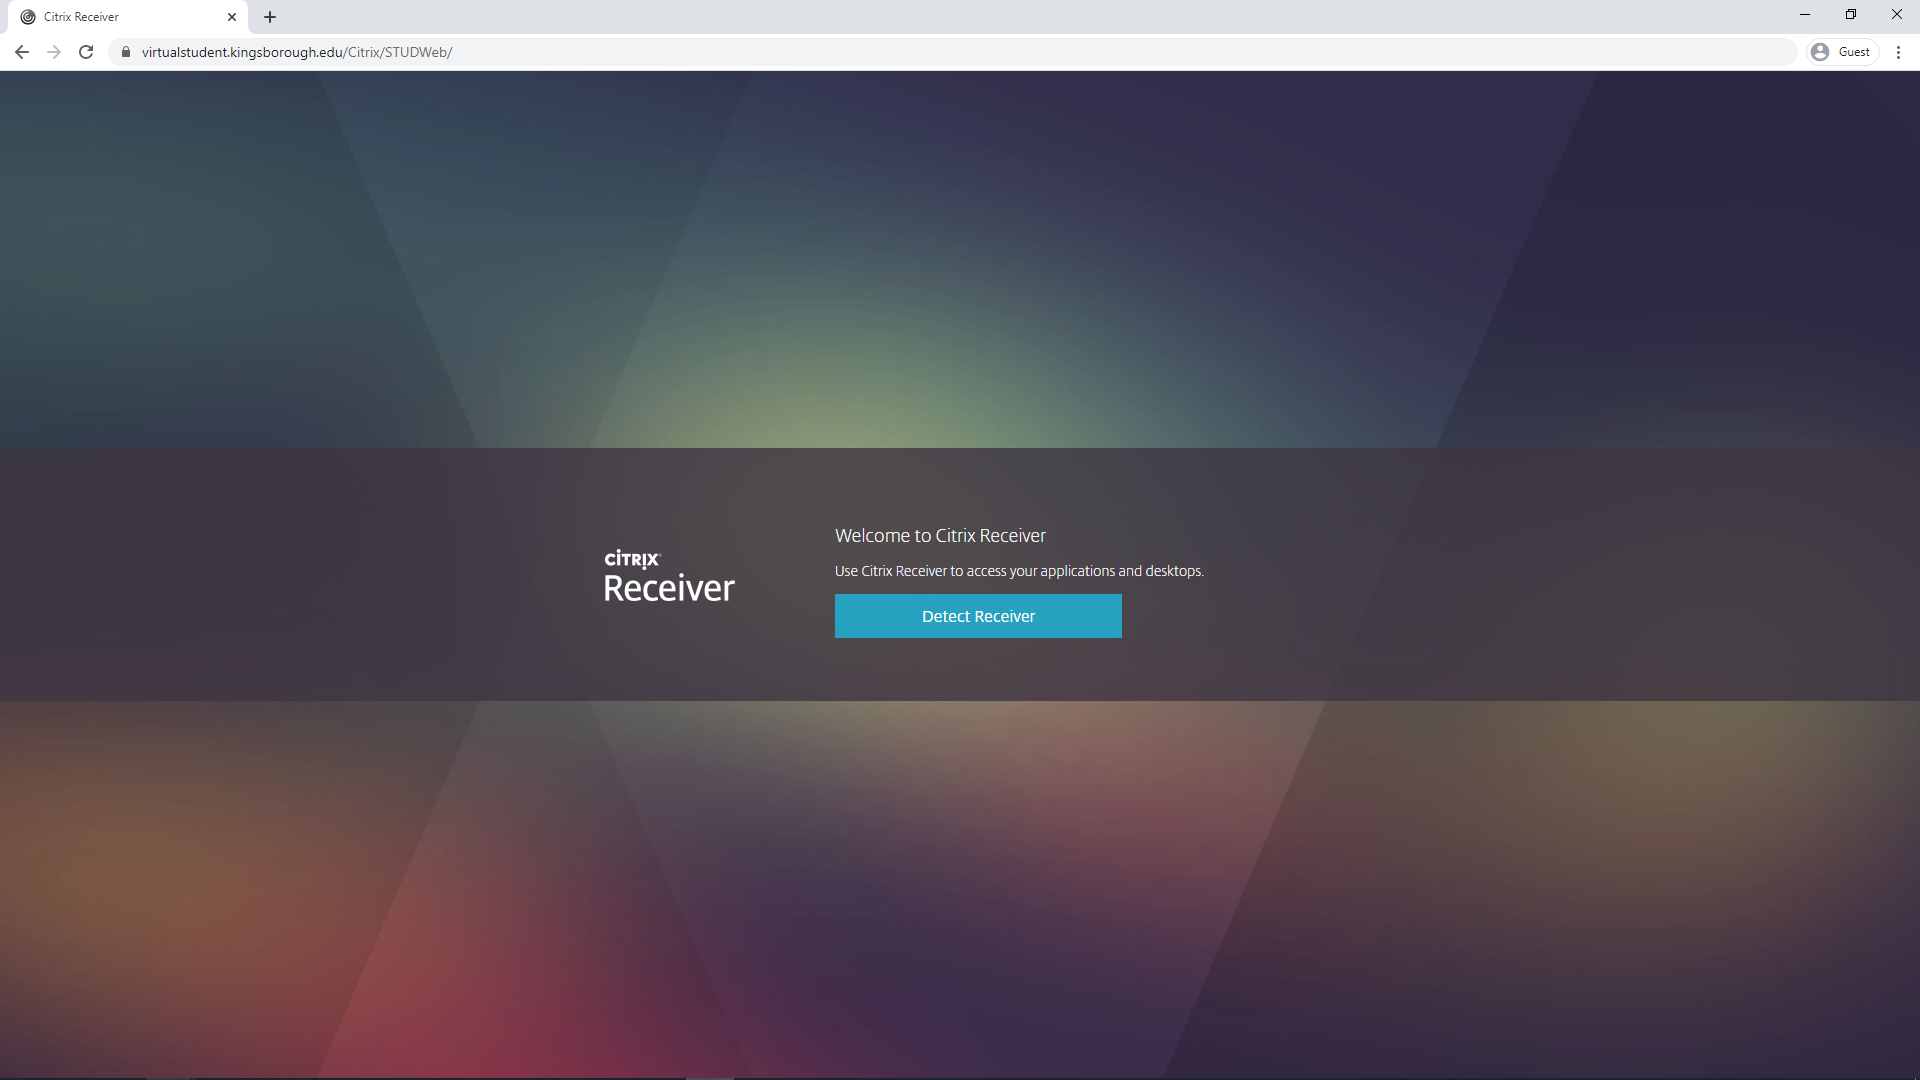 Citrix Receiver
virtualstudent.kingsborough.edu/Citrix/STUDWeb/
Guest
CITRIX
Receiver
Welcome to Citrix Receiver
Use Citrix Receiver to access your applications and desktops.
Detect Receiver